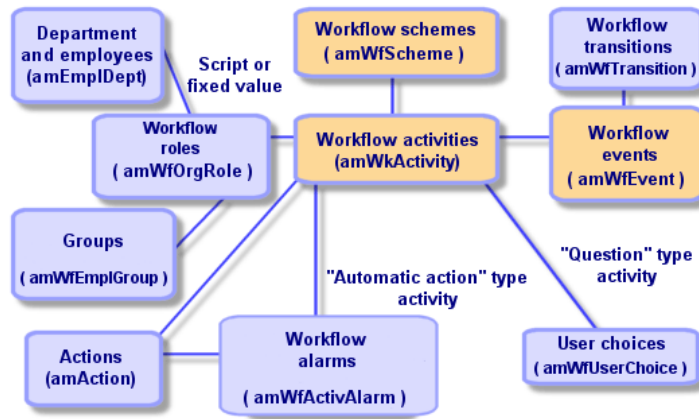 Department
and employees
(amEmplDept)
Script or
fixed value
Workflow schemes
( amWfScheme )
Workflow
transitions
( amWfTransition )
Workflow
roles
( amWfOrgRole )
Workflow activities
(amWkActivity)
Workflow
events
( amWfEvent )
Groups
(amWfEmplGroup )
"Automatic action" type
activity
"Question" type
activity
Actions
(amAction)
Workflow
alarms
( amWfActivAlarm )
User choices
( amWfUserChoice )